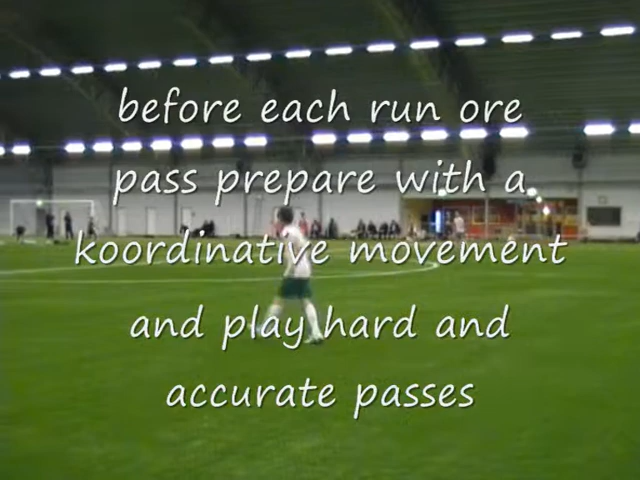 before each run ore
pass prepare with a
koordinative movement
and play hard and
accurate passes